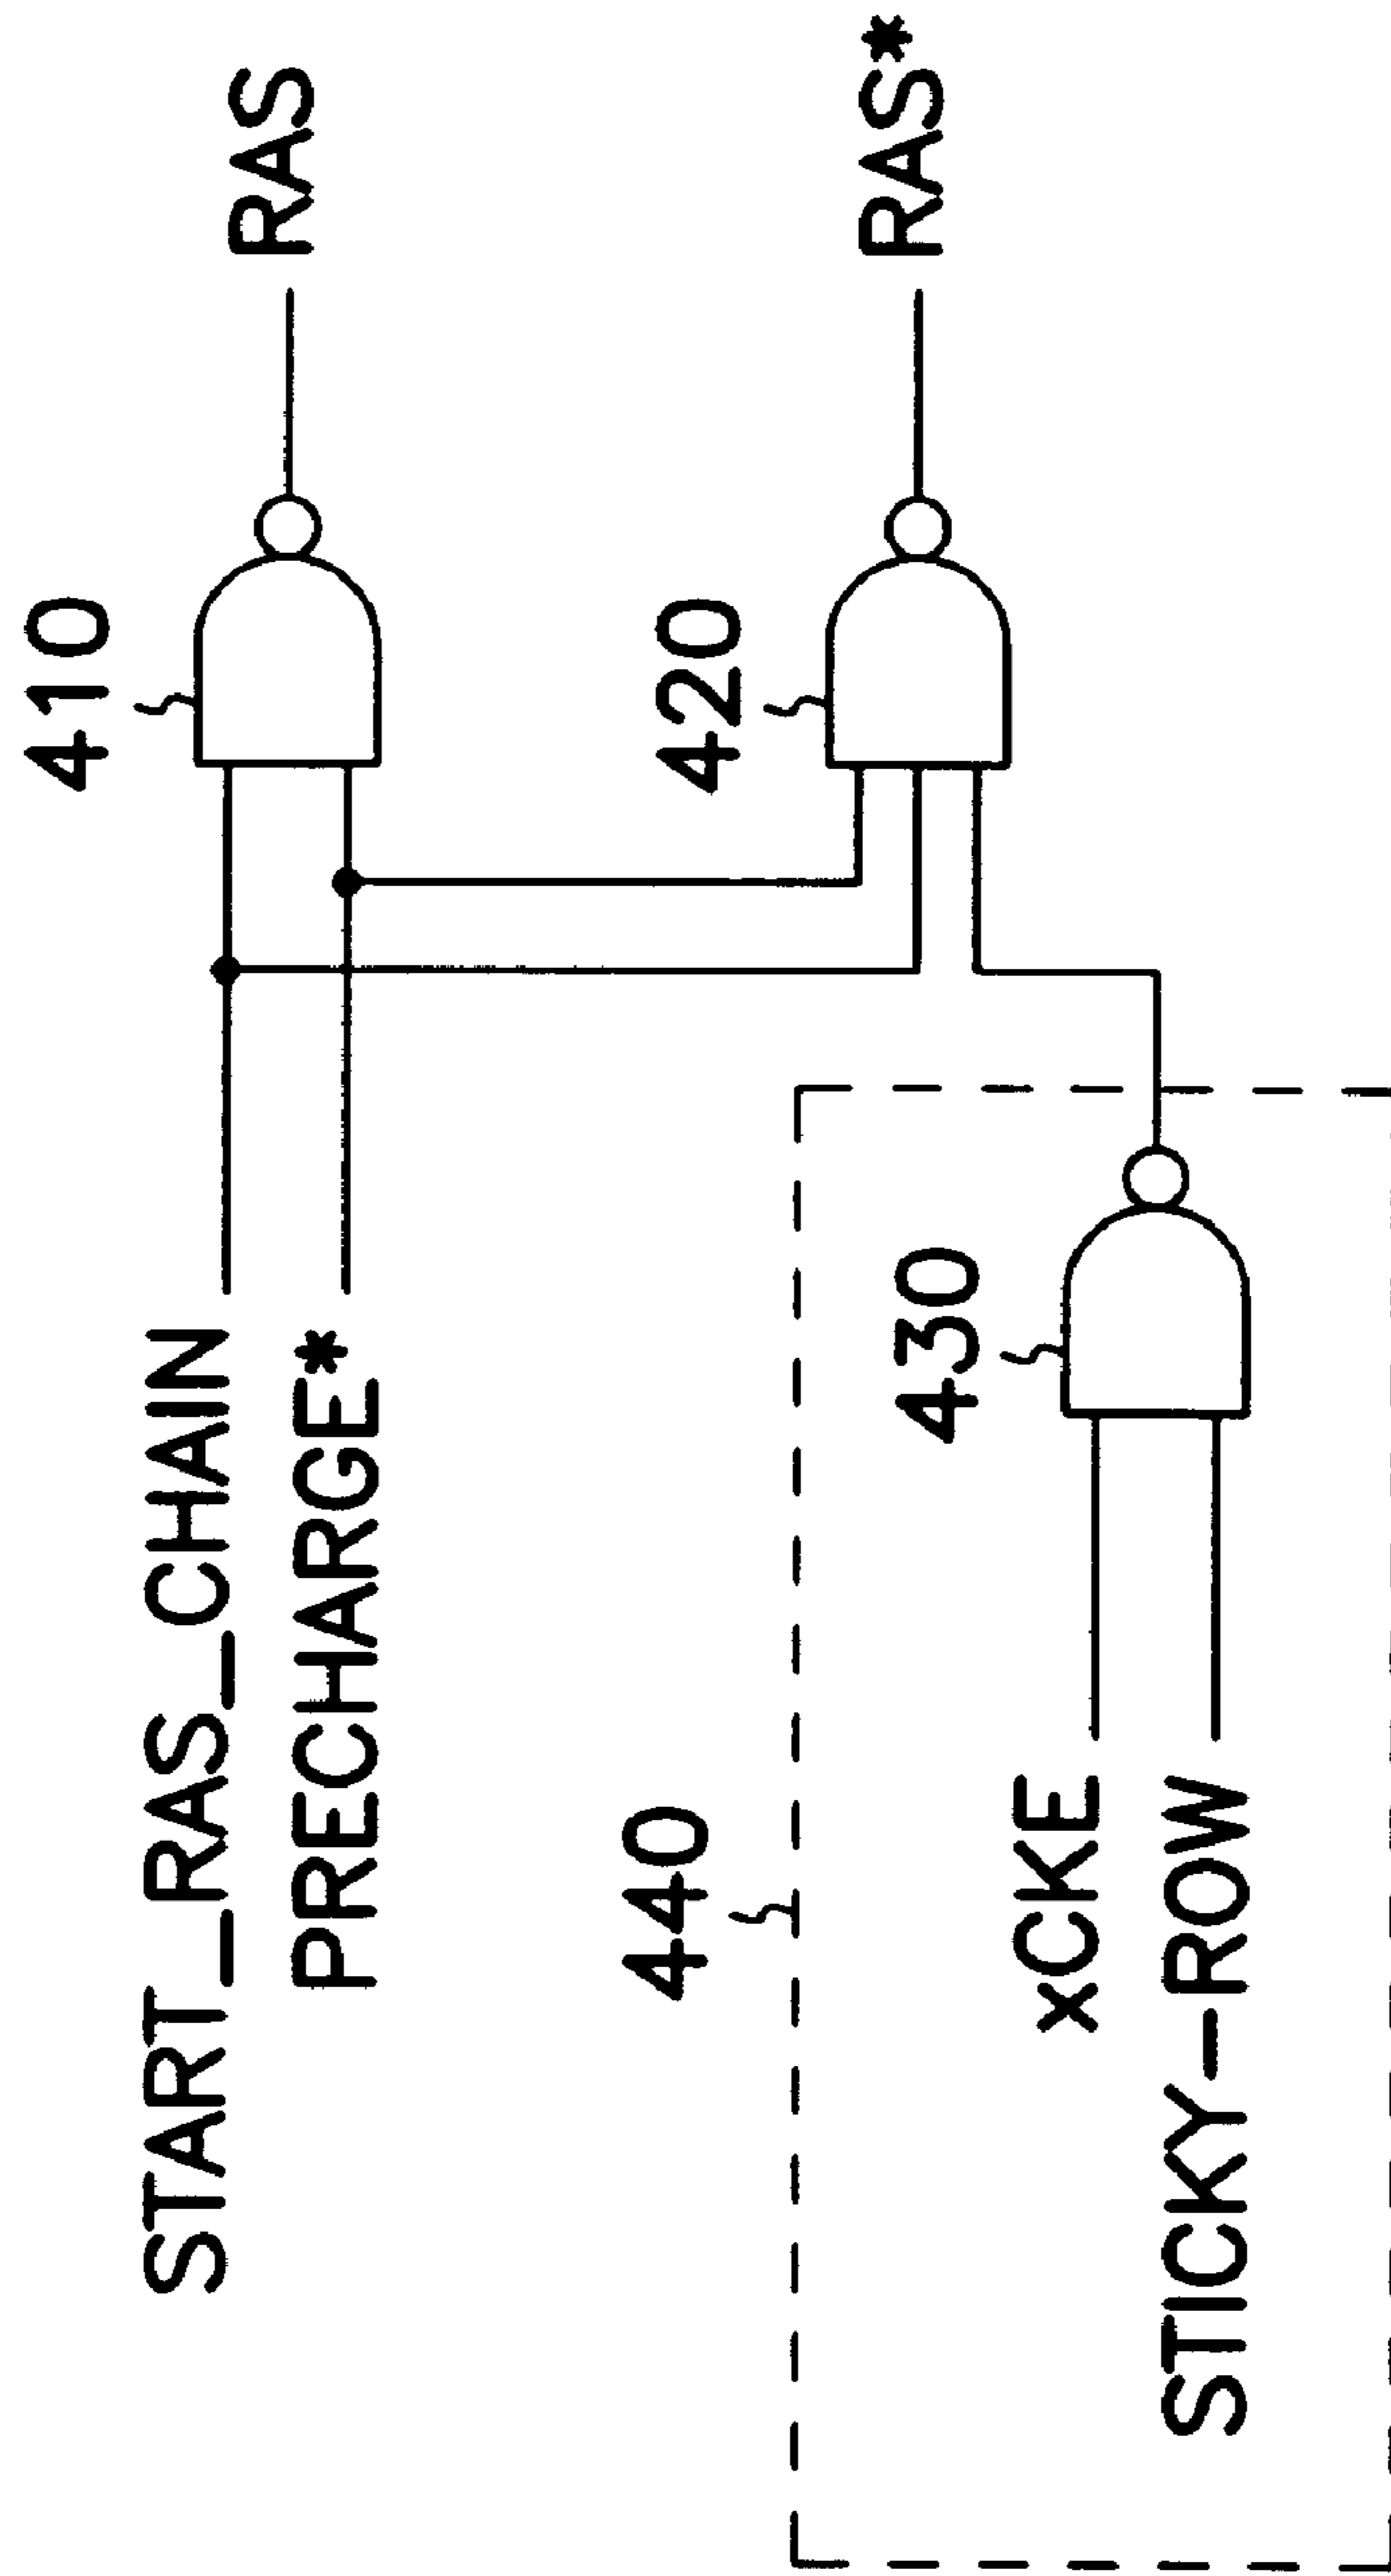 START_RAS_CHAIN
PRECHARGE*
410
RAS
420
RAS*
440
430
xCKE
STICKY-ROW